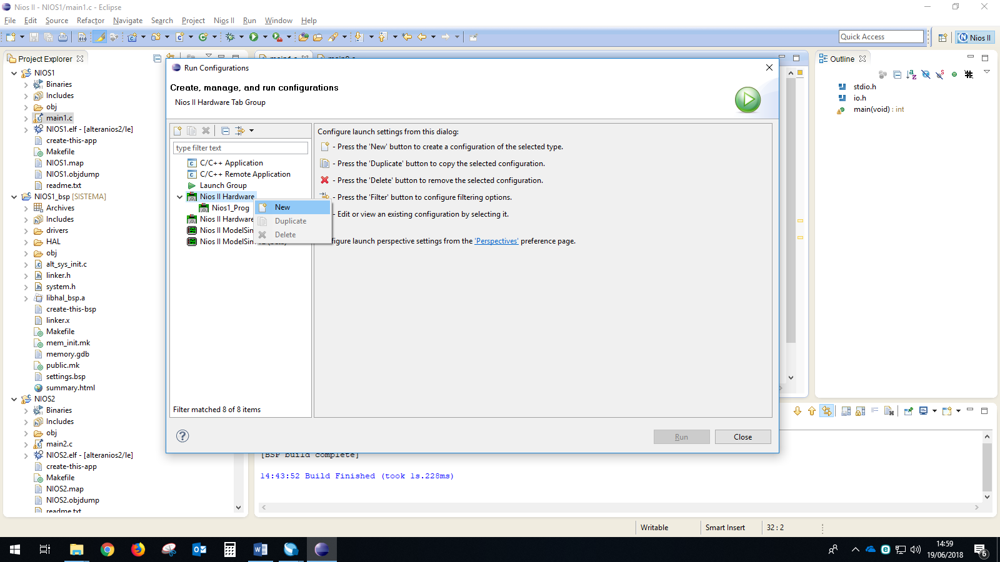 Nios II - NIOS1/main1.c - Eclipse
File Edit Source Refactor Navigate Search Project Nios II Run Window Help
Quick Access
Nios II
Project Explorer
NIOS1
Binaries
Includes
obj
main1.c
NIOS1.elf - [alteranios2/le]
create-this-app
Makefile
NIOS1.map
NIOS1.objdump
readme.txt
NIOS1_bsp [SISTEMA]
Archives
Includes
drivers
HAL
obj
alt_sys_init.c
linker.h
system.h
libhal_bsp.a
create-this-bsp
linker.x
Makefile
mem_init.mk
memory.gdb
public.mk
settings.bsp
summary.html
NIOS2
Binaries
Includes
obj
main2.c
NIOS2.elf - [alteranios2/le]
create-this-app
Makefile
NIOS2.map
NIOS2.objdump
readme.txt
Run Configurations
Create, manage, and run configurations
Nios II Hardware Tab Group
type filter text
C/C++ Application
C/C++ Remote Application
Launch Group
Nios II Hardware
Nios1_Prog
Nios II Hardware
Nios II ModelSim
New
Duplicate
Delete
Filter matched 8 of 8 items
Configure launch settings from this dialog:
- Press the 'New' button to create a configuration of the selected type.
- Press the 'Duplicate' button to copy the selected configuration.
- Press the 'Delete' button to remove the selected configuration.
- Press the 'Filter' button to configure filtering options.
- Edit or view an existing configuration by selecting it.
launch perspective settings from the 'Perspectives' preference page.
Run
Close
Outline
stdio.h
io.h
main(void) : int
[BSP build complete]
14:43:52 Build Finished (took 1s.228ms)
Writable
Smart Insert
32 : 2
14:59
19/06/2018
6